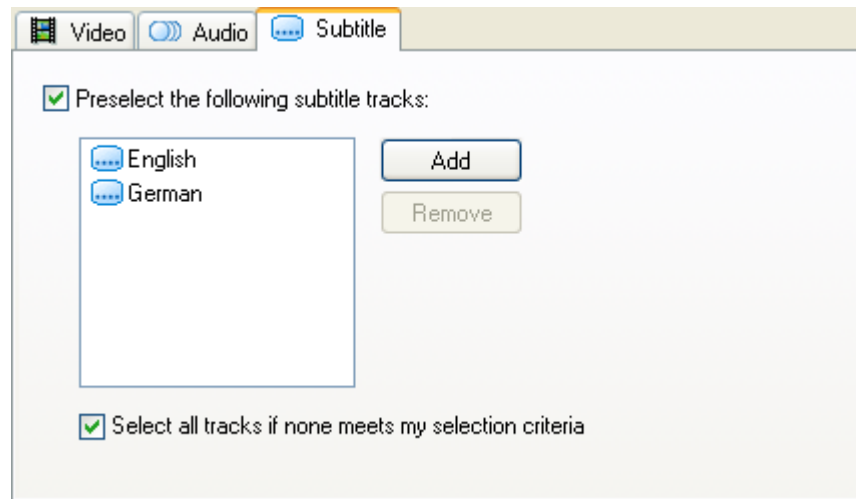 Video Audio Subtitle
Preselect the following subtitle tracks:
English
German
Add
Remove
Select all tracks if none meets my selection criteria